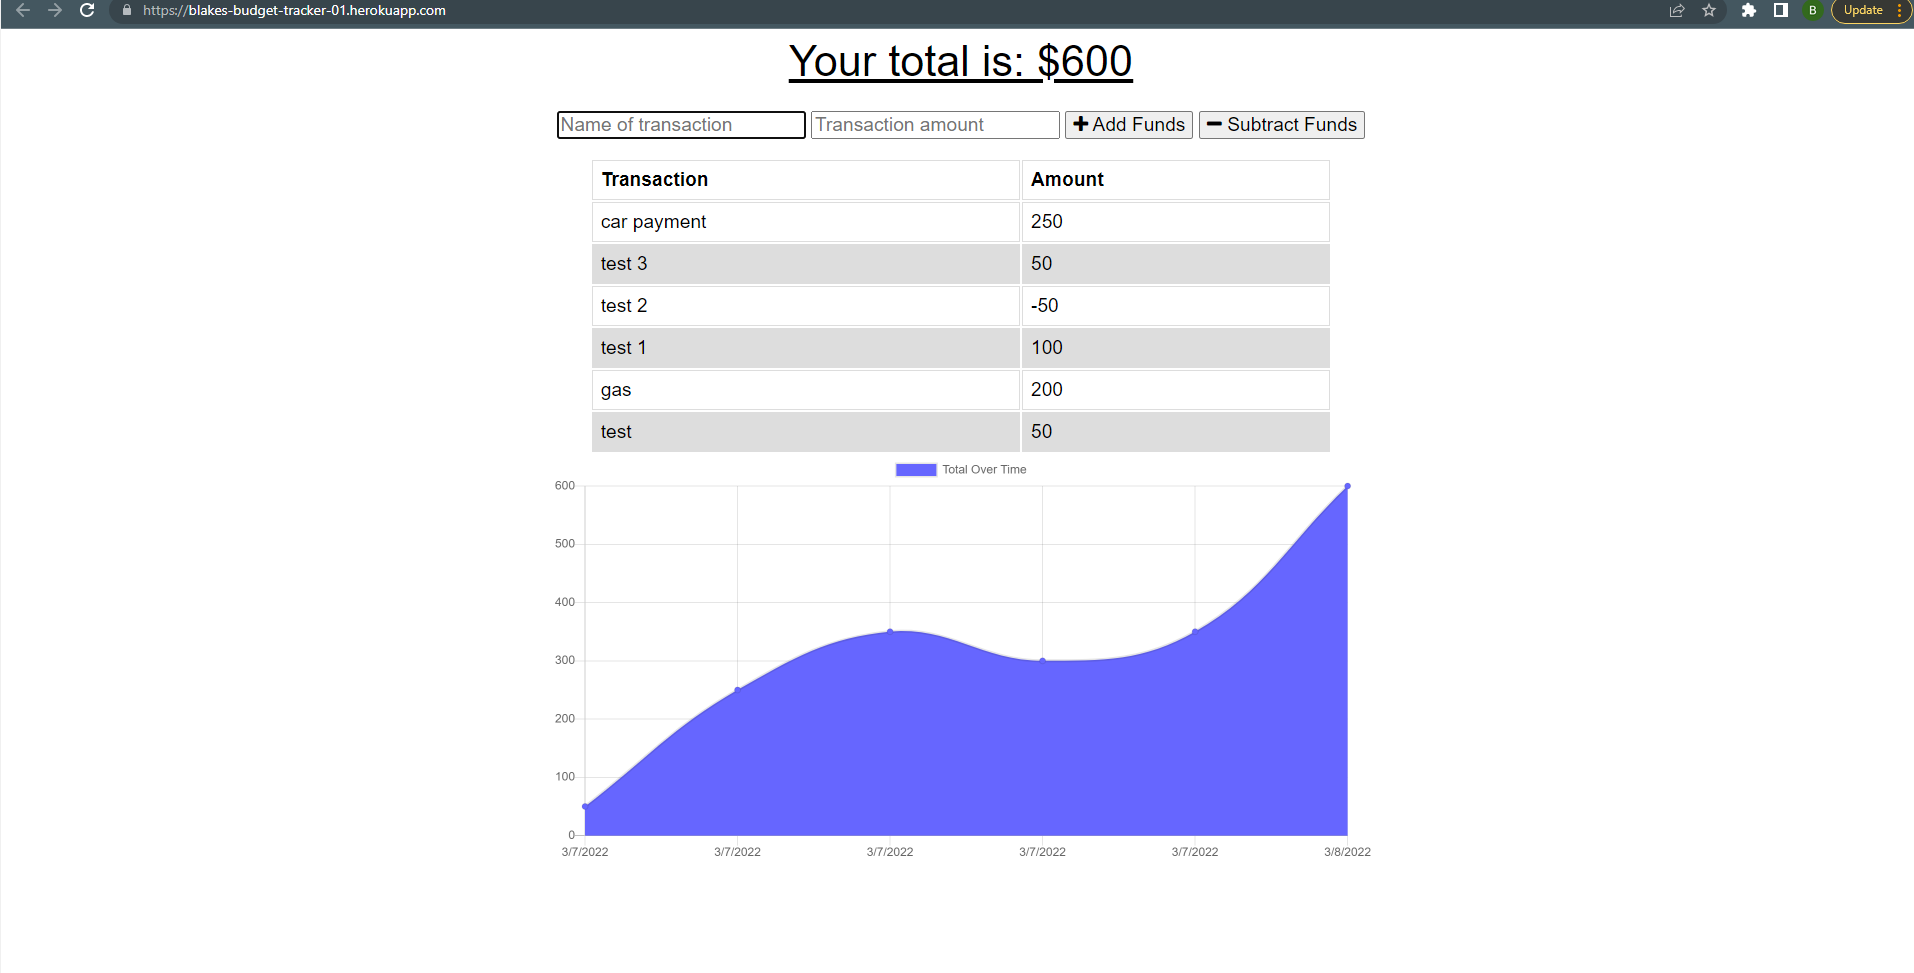 https://blakes-budget-tracker-01.herokuapp.com B Update
Your total is: $600
Name of transaction Transaction amount Add Funds Subtract Funds
Transaction Amount
car payment 250
test 3 50
test 2 -50
test 1 100
gas 200
test 50
Total Over Time
600
500
400
300
200
100
0
3/7/2022 3/7/2022 3/7/2022 3/7/2022 3/7/2022 3/8/2022